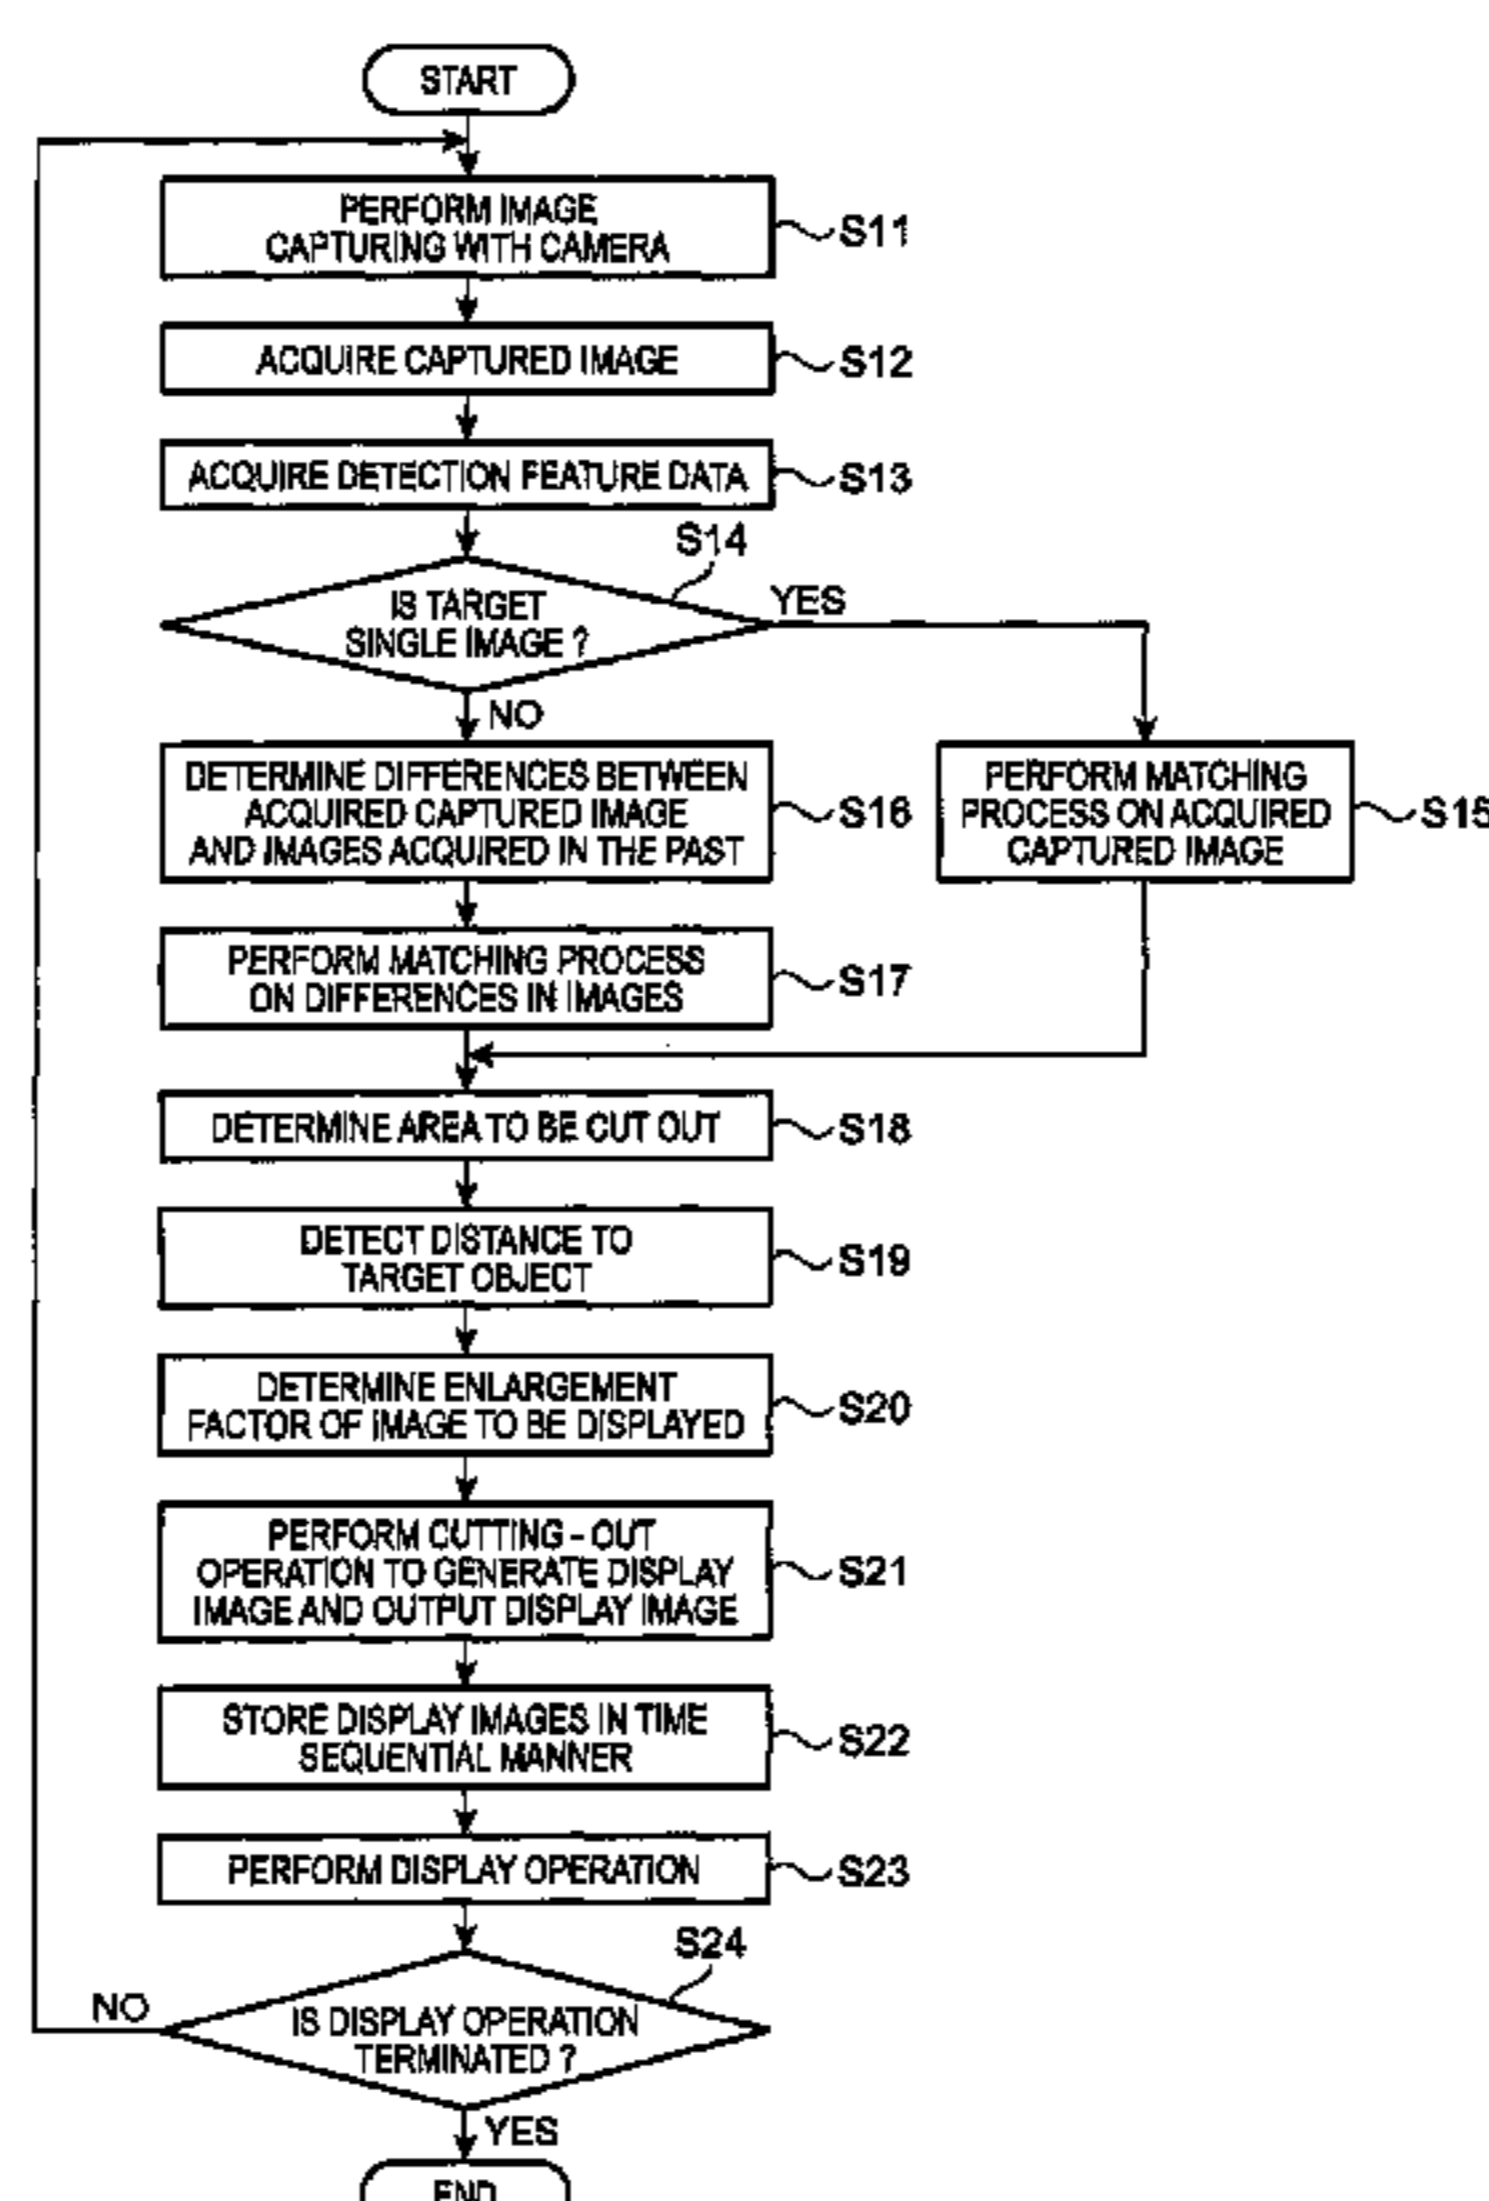 START
PERFORM IMAGE
CAPTURING WITH CAMERA
S11
ACQUIRE CAPTURED IMAGE
S12
ACQUIRE DETECTION FEATURE DATA
S13
S14
IS TARGET
SINGLE IMAGE ?
YES
NO
DETERMINE DIFFERENCES BETWEEN
ACQUIRED CAPTURED IMAGE
AND IMAGES ACQUIRED IN THE PAST
S16
PERFORM MATCHING
PROCESS ON ACQUIRED
CAPTURED IMAGE
S15
PERFORM MATCHING PROCESS
ON DIFFERENCES IN IMAGES
S17
DETERMINE AREA TO BE CUT OUT
S18
DETECT DISTANCE TO
TARGET OBJECT
S19
DETERMINE ENLARGEMENT
FACTOR OF IMAGE TO BE DISPLAYED
S20
PERFORM CUTTING - OUT
OPERATION TO GENERATE DISPLAY
IMAGE AND OUTPUT DISPLAY IMAGE
S21
STORE DISPLAY IMAGES IN TIME
SEQUENTIAL MANNER
S22
PERFORM DISPLAY OPERATION
S23
S24
NO
IS DISPLAY OPERATION
TERMINATED ?
YES
END